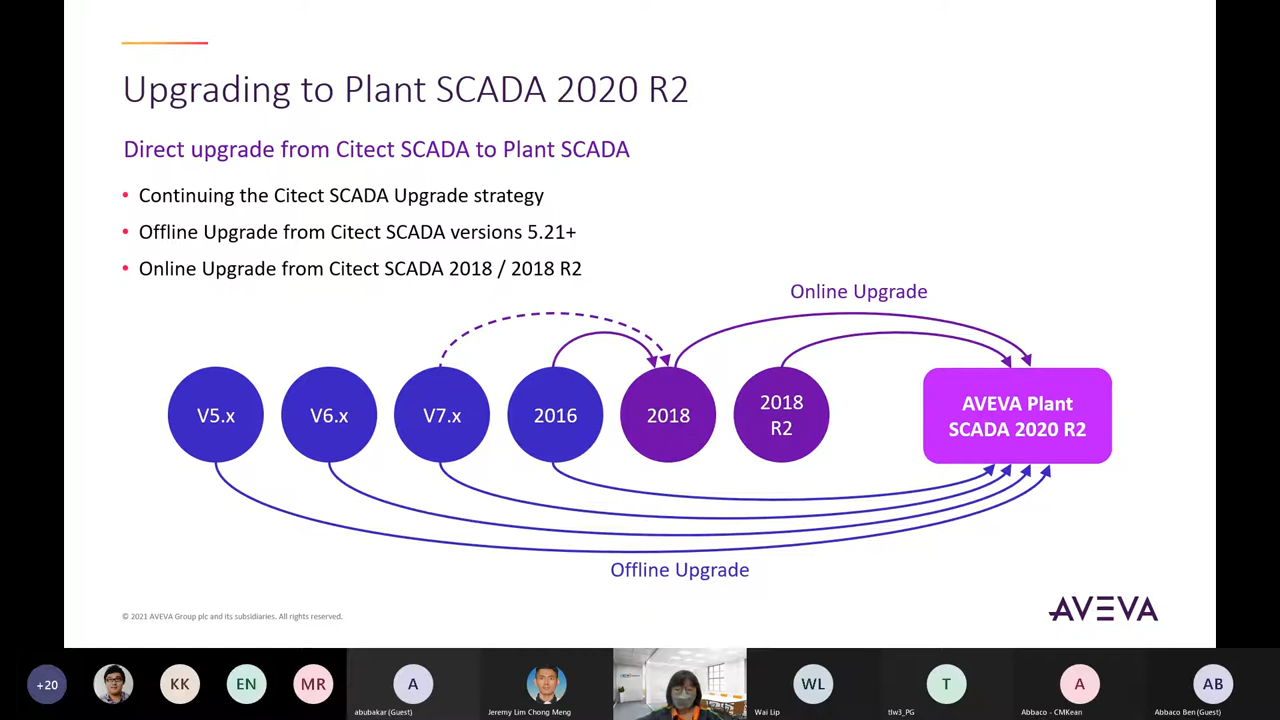 Upgrading to Plant SCADA 2020 R2
Direct upgrade from Citect SCADA to Plant SCADA
• Continuing the Citect SCADA Upgrade strategy
• Offline Upgrade from Citect SCADA versions 5.21+
• Online Upgrade from Citect SCADA 2018 / 2018 R2
Online Upgrade
V5.x
V6.x
V7.x
2016
2018
2018
R2
AVEVA Plant
SCADA 2020 R2
Offline Upgrade
© 2021 AVEVA Group plc and its subsidiaries. All rights reserved.
AVEVA
+20
KK
EN
MR
A
abubakar (Guest)
Jeremy Lim Chong Meng
WL
Wai Lip
T
tlw3_PG
A
Abbaco - CMKean
AB
Abbaco Ben (Guest)